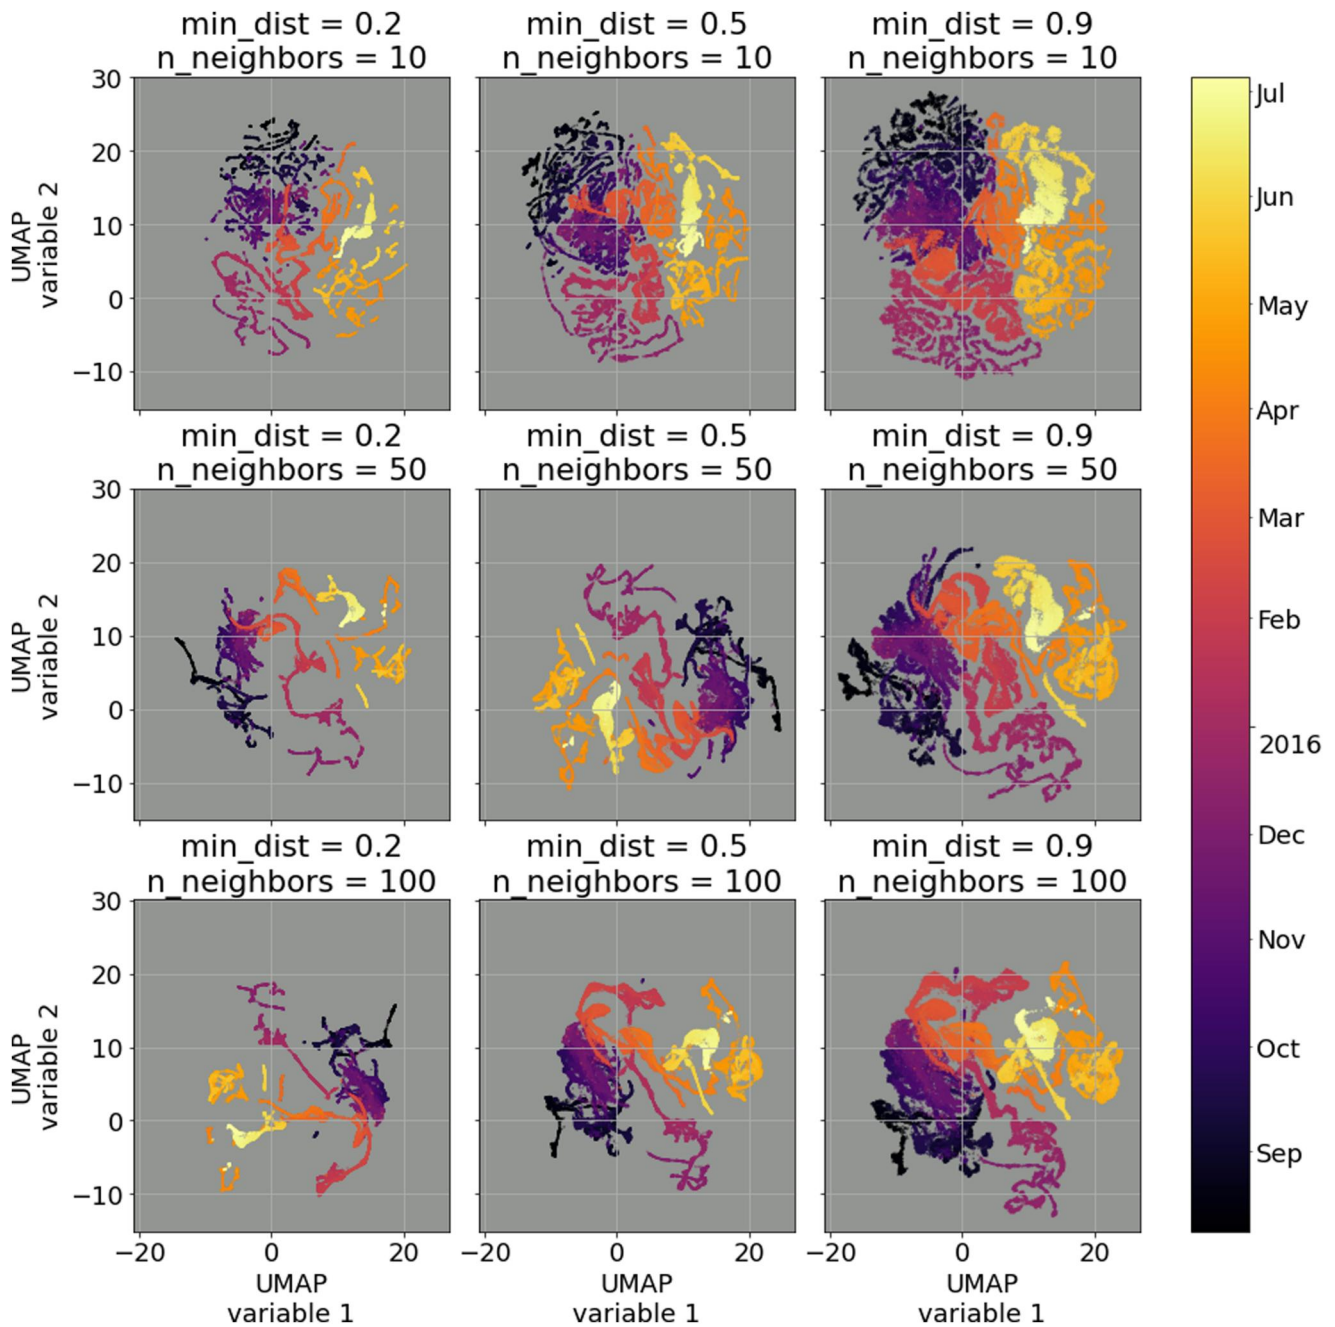 min_dist = 0.2
n_neighbors = 10
min_dist = 0.5
n_neighbors = 10
min_dist = 0.9
n_neighbors = 10
30
20
10
0
−10
UMAP
variable 2
min_dist = 0.2
n_neighbors = 50
min_dist = 0.5
n_neighbors = 50
min_dist = 0.9
n_neighbors = 50
30
20
10
0
−10
UMAP
variable 2
min_dist = 0.2
n_neighbors = 100
min_dist = 0.5
n_neighbors = 100
min_dist = 0.9
n_neighbors = 100
30
20
10
0
−10
UMAP
variable 2
−20 0 20
UMAP
variable 1
−20 0 20
UMAP
variable 1
−20 0 20
UMAP
variable 1
Jul
Jun
May
Apr
Mar
Feb
2016
Dec
Nov
Oct
Sep